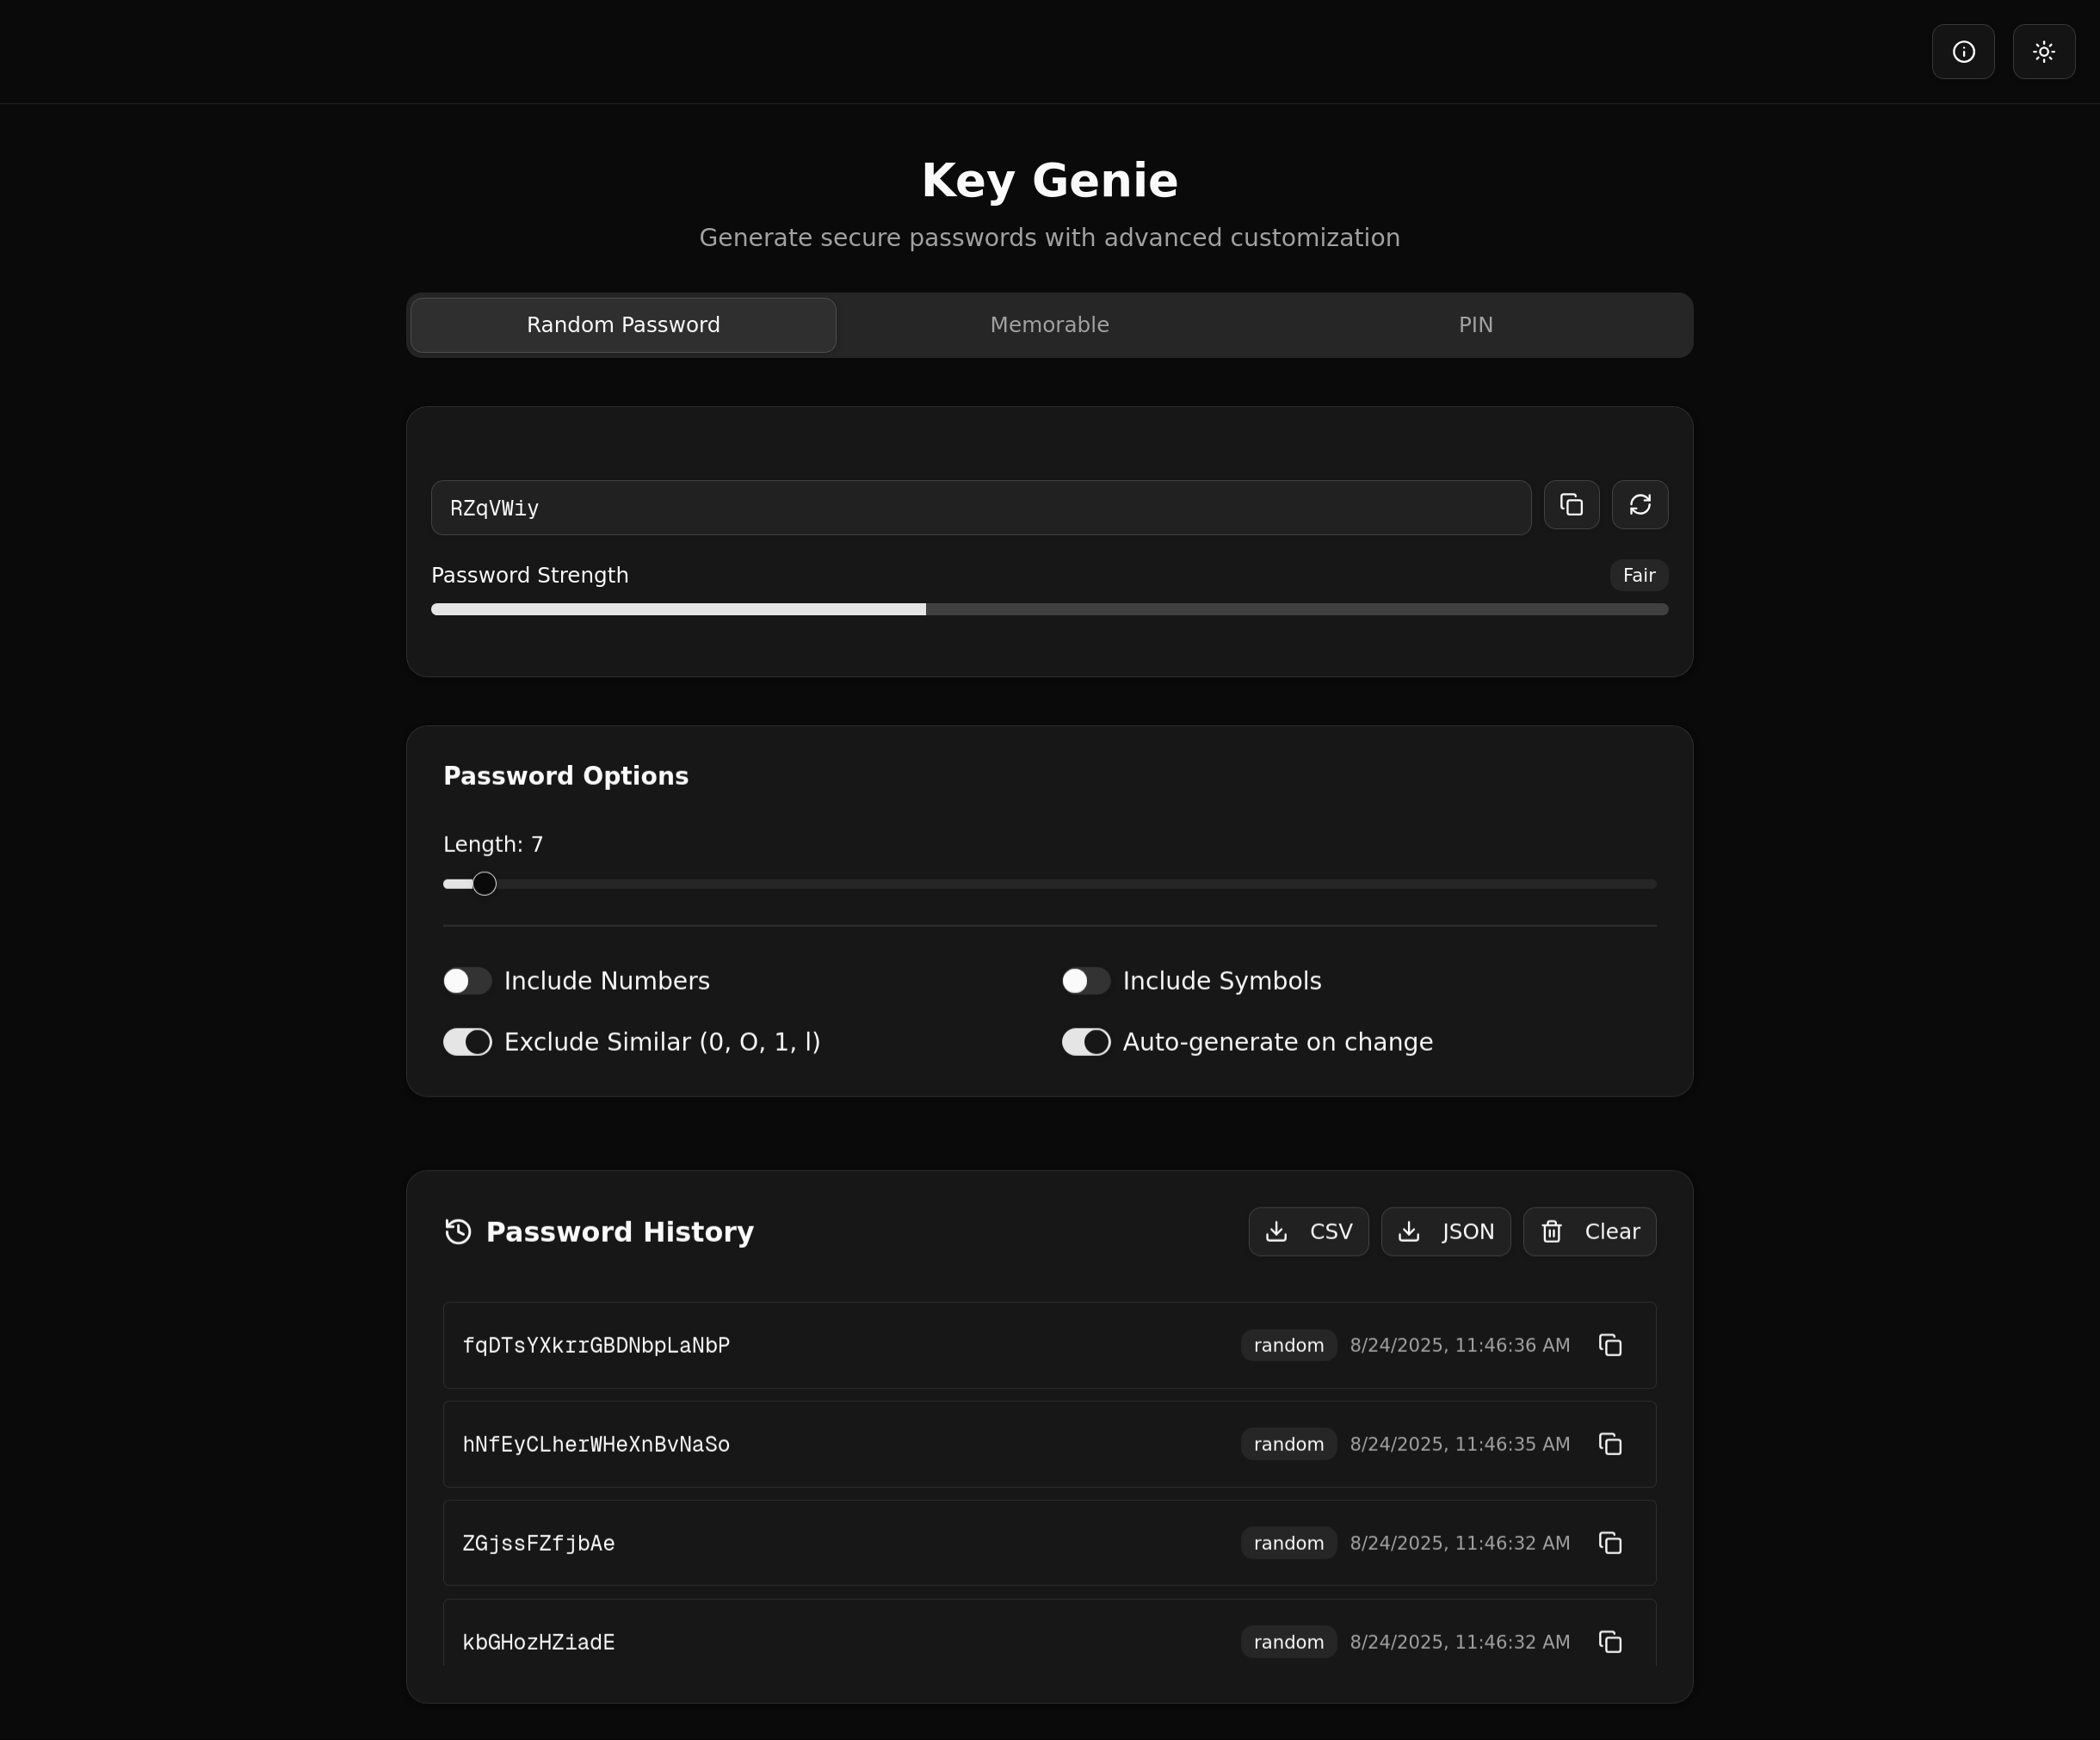 Key Genie
Generate secure passwords with advanced customization
Random Password
Memorable
PIN
RZqVWiy
Password Strength
Fair
Password Options
Length: 7
Include Numbers
Include Symbols
Exclude Similar (0, O, 1, l)
Auto-generate on change
Password History
CSV
JSON
Clear
fqDTsYXkrrGBDNbpLaNbP
random
8/24/2025, 11:46:36 AM
hNfEyCLherWHeXnBvNaSo
random
8/24/2025, 11:46:35 AM
ZGjssFZfjbAe
random
8/24/2025, 11:46:32 AM
kbGHozHZiadE
random
8/24/2025, 11:46:32 AM